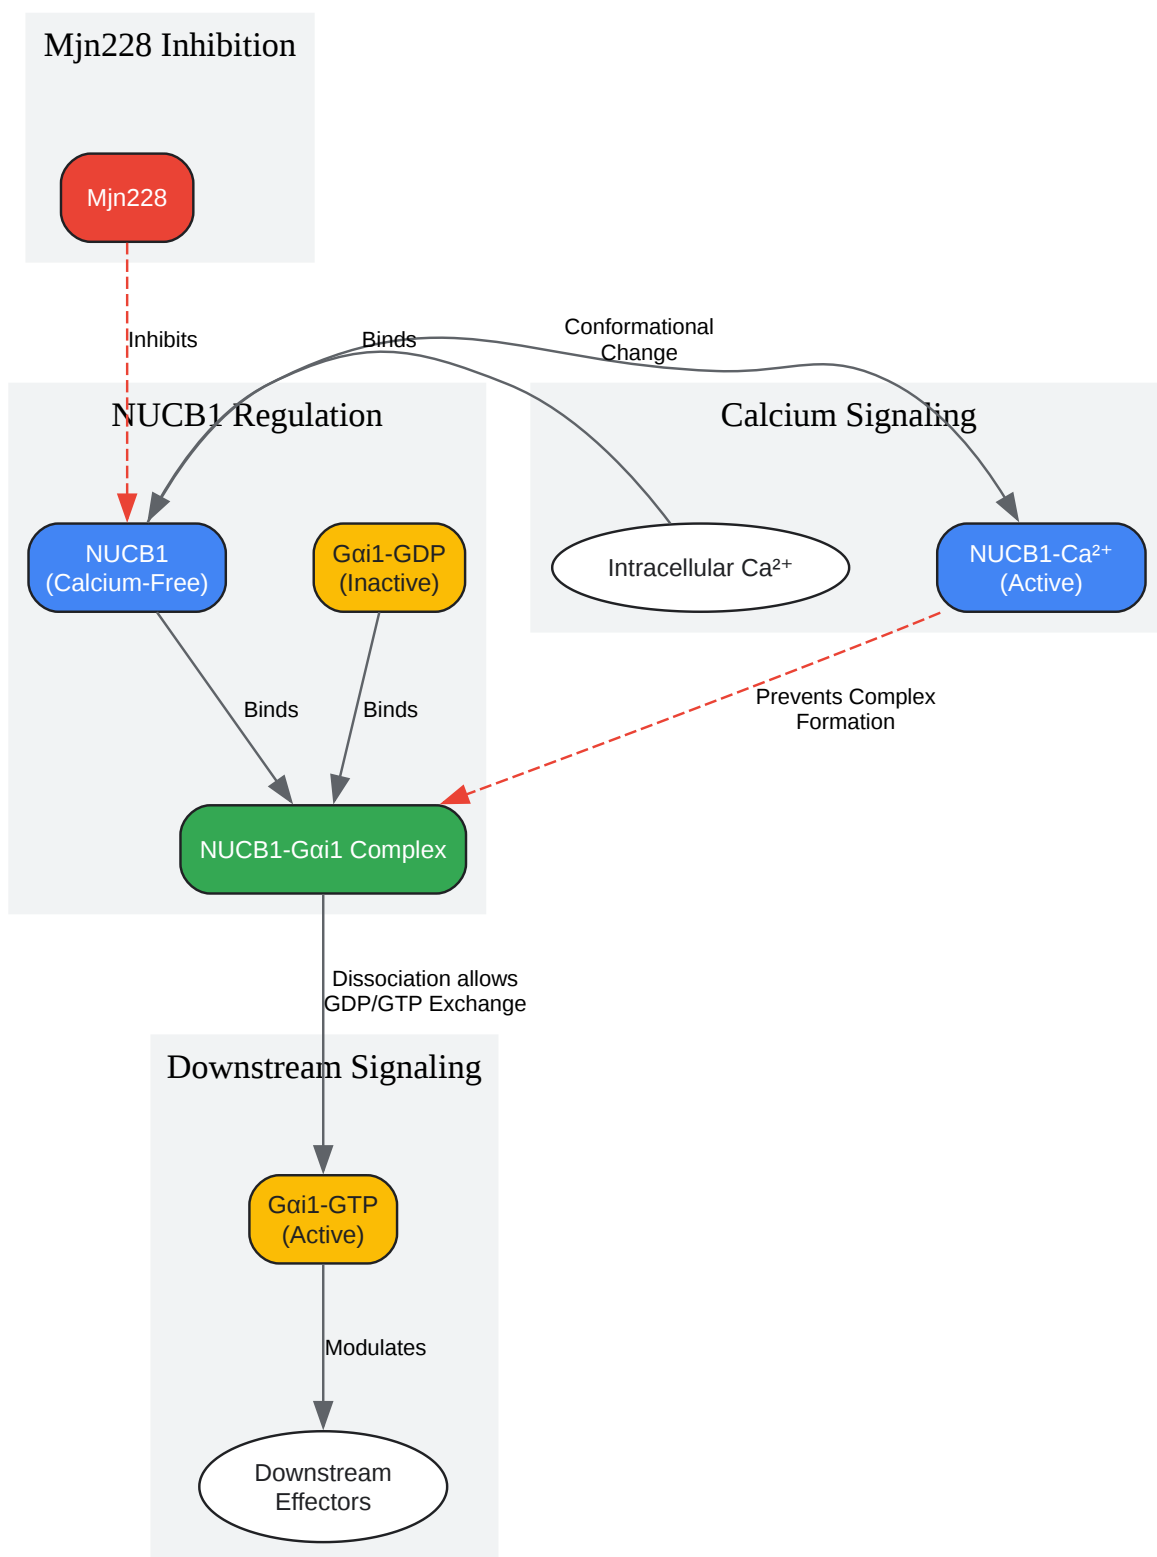 Mjn228 Inhibition
Mjn228
Inhibits
Binds
Conformational
Change
NUCB1 Regulation
Calcium Signaling
NUCB1
(Calcium-Free)
Gαi1-GDP
(Inactive)
Intracellular Ca²⁺
NUCB1-Ca²⁺
(Active)
Binds
Binds
Prevents Complex
Formation
NUCB1-Gαi1 Complex
Dissociation allows
GDP/GTP Exchange
Downstream Signaling
Gαi1-GTP
(Active)
Modulates
Downstream
Effectors